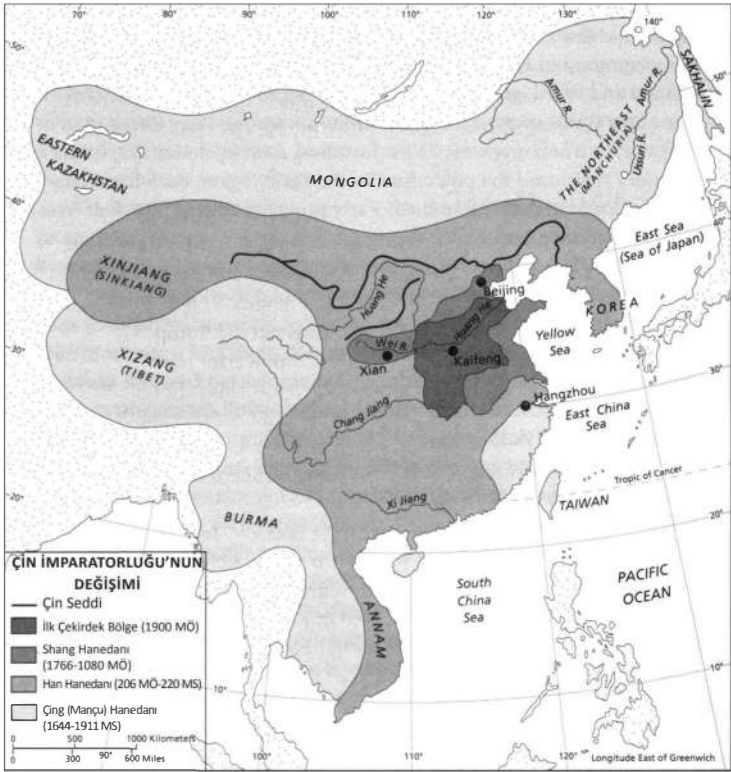 70°
80°
90°
100°
110°
120°
130°
140°
50°
50°
SAKHALIN
Amur R.
Amur R.
THE NORTHEAST
(MANCHURIA)
Ussuri R.
EASTERN
KAZAKHSTAN
MONGOLIA
40°
40°
East Sea
(Sea of Japan)
XINJIANG
(SINKIANG)
Huang He
Beijing
KOREA
Huang He
Yellow
Sea
Wei R.
30°
XIZANG
(TIBET)
Xian
Kaifeng
30°
Hangzhou
Chang Jiang
East China
Sea
Tropic of Cancer
20°
Xi Jiang
TAIWAN
BURMA
20°
ÇİN İMPARATORLUĞU'NUN
DEĞİŞİMİ
Çin Seddi
İlk Çekirdek Bölge (1900 MÖ)
Shang Hanedanı
(1766-1080 MÖ)
Han Hanedanı (206 MÖ-220 MS)
Çing (Mançu) Hanedanı
(1644-1911 MS)
0 500 1000 Kilometers
0 300 600 Miles
90°
ANNAM
South
China
Sea
PACIFIC
OCEAN
10°
10°
100°
110°
120°
Longitude East of Greenwich